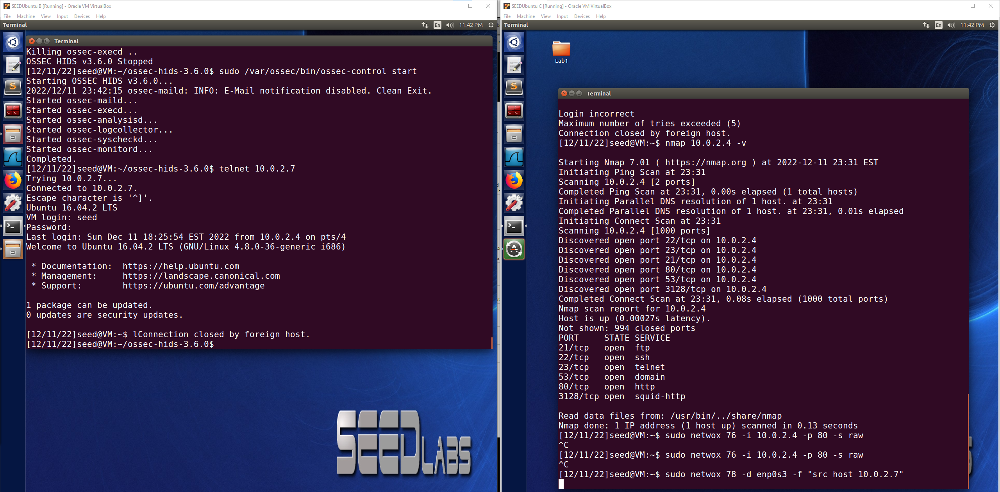 SEEDUbuntu B [Running] - Oracle VM VirtualBox
File Machine View Input Devices Help
Terminal En 11:42 PM
Terminal
Killing ossec-execd ..
OSSEC HIDS v3.6.0 Stopped
[12/11/22]seed@VM:~/ossec-hids-3.6.0$ sudo /var/ossec/bin/ossec-control start
Starting OSSEC HIDS v3.6.0...
2022/12/11 23:42:15 ossec-maild: INFO: E-Mail notification disabled. Clean Exit.
Started ossec-maild...
Started ossec-execd...
Started ossec-analysisd...
Started ossec-logcollector...
Started ossec-syscheckd...
Started ossec-monitord...
Completed.
[12/11/22]seed@VM:~/ossec-hids-3.6.0$ telnet 10.0.2.7
Trying 10.0.2.7...
Connected to 10.0.2.7.
Escape character is '^]'.
Ubuntu 16.04.2 LTS
VM login: seed
Password:
Last login: Sun Dec 11 18:25:54 EST 2022 from 10.0.2.4 on pts/4
Welcome to Ubuntu 16.04.2 LTS (GNU/Linux 4.8.0-36-generic i686)
* Documentation: https://help.ubuntu.com
* Management: https://landscape.canonical.com
* Support: https://ubuntu.com/advantage
1 package can be updated.
0 updates are security updates.
[12/11/22]seed@VM:~$ lConnection closed by foreign host.
[12/11/22]seed@VM:~/ossec-hids-3.6.0$
SEEDLABS
SEEDUbuntu C [Running] - Oracle VM VirtualBox
File Machine View Input Devices Help
Terminal En 11:42 PM
Lab1
Terminal
Login incorrect
Maximum number of tries exceeded (5)
Connection closed by foreign host.
[12/11/22]seed@VM:~$ nmap 10.0.2.4 -v
Starting Nmap 7.01 ( https://nmap.org ) at 2022-12-11 23:31 EST
Initiating Ping Scan at 23:31
Scanning 10.0.2.4 [2 ports]
Completed Ping Scan at 23:31, 0.00s elapsed (1 total hosts)
Initiating Parallel DNS resolution of 1 host. at 23:31
Completed Parallel DNS resolution of 1 host. at 23:31, 0.01s elapsed
Initiating Connect Scan at 23:31
Scanning 10.0.2.4 [1000 ports]
Discovered open port 22/tcp on 10.0.2.4
Discovered open port 23/tcp on 10.0.2.4
Discovered open port 21/tcp on 10.0.2.4
Discovered open port 80/tcp on 10.0.2.4
Discovered open port 53/tcp on 10.0.2.4
Discovered open port 3128/tcp on 10.0.2.4
Completed Connect Scan at 23:31, 0.08s elapsed (1000 total ports)
Nmap scan report for 10.0.2.4
Host is up (0.00027s latency).
Not shown: 994 closed ports
PORT STATE SERVICE
21/tcp open ftp
22/tcp open ssh
23/tcp open telnet
53/tcp open domain
80/tcp open http
3128/tcp open squid-http
Read data files from: /usr/bin/../share/nmap
Nmap done: 1 IP address (1 host up) scanned in 0.13 seconds
[12/11/22]seed@VM:~$ sudo netwox 76 -i 10.0.2.4 -p 80 -s raw
^C
[12/11/22]seed@VM:~$ sudo netwox 76 -i 10.0.2.4 -p 80 -s raw
^C
[12/11/22]seed@VM:~$ sudo netwox 78 -d enp0s3 -f "src host 10.0.2.7"